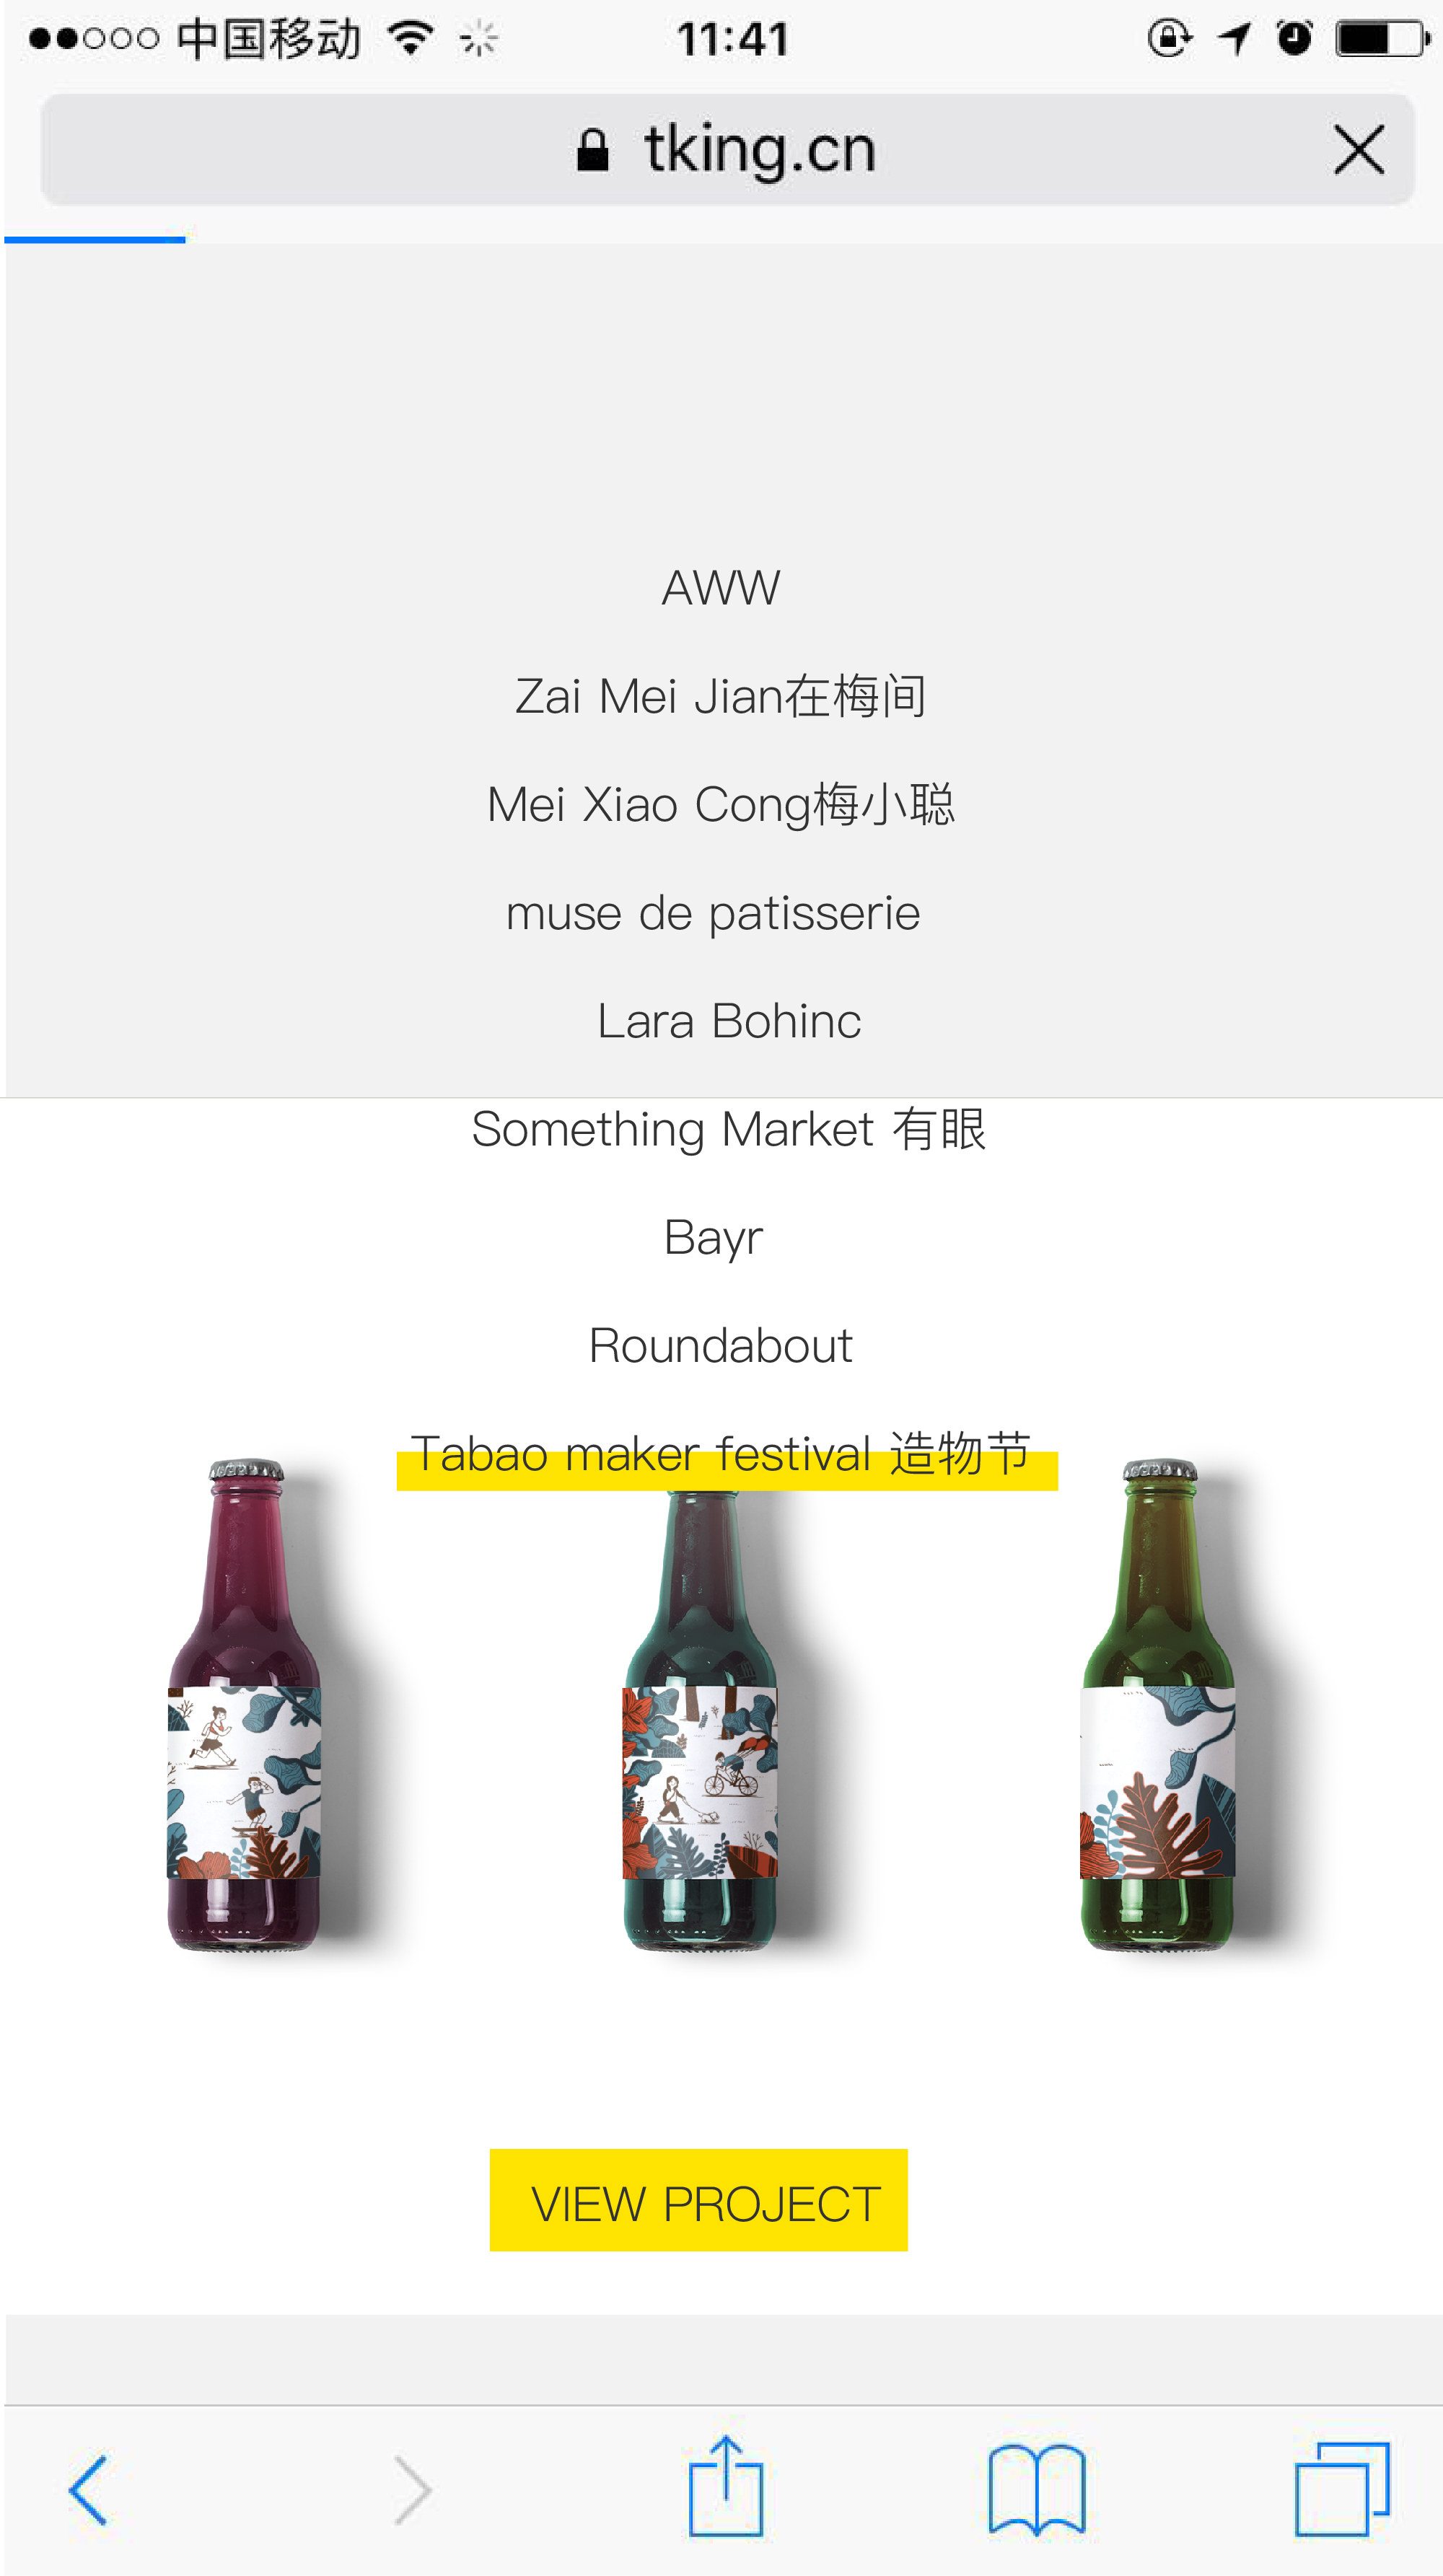 中国移动
11:41
tking.cn
AWW
Zai Mei Jian在梅间
Mei Xiao Cong梅小聪
muse de patisserie
Lara Bohinc
Something Market 有眼
Bayr
Roundabout
Tabao maker festival 造物节
VIEW PROJECT